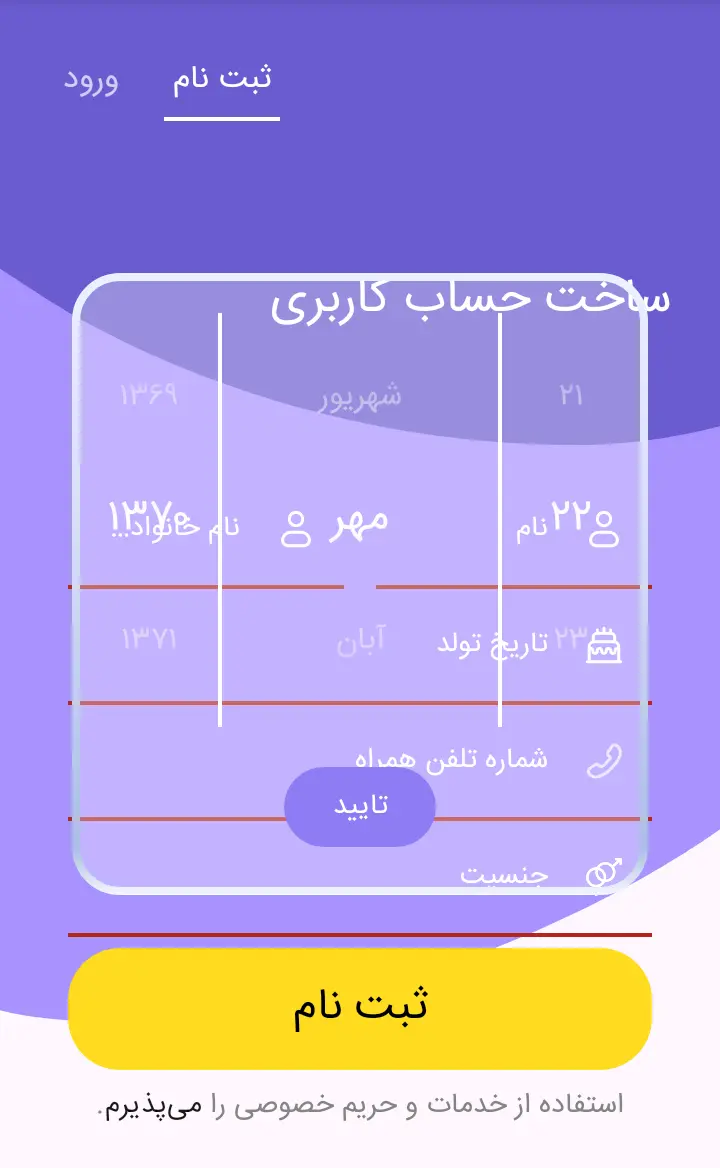 ثبت نام ورود
ساخت حساب کاربری
۲۱ شهریور ۱۳۶۹
۲۲ مهر ۱۳۷۰
نام نام خانواد...
۲۳ آبان ۱۳۷۱
تاریخ تولد
شماره تلفن همراه
تایید
جنسیت
ثبت نام
استفاده از خدمات و حریم خصوصی را می‌پذیرم.